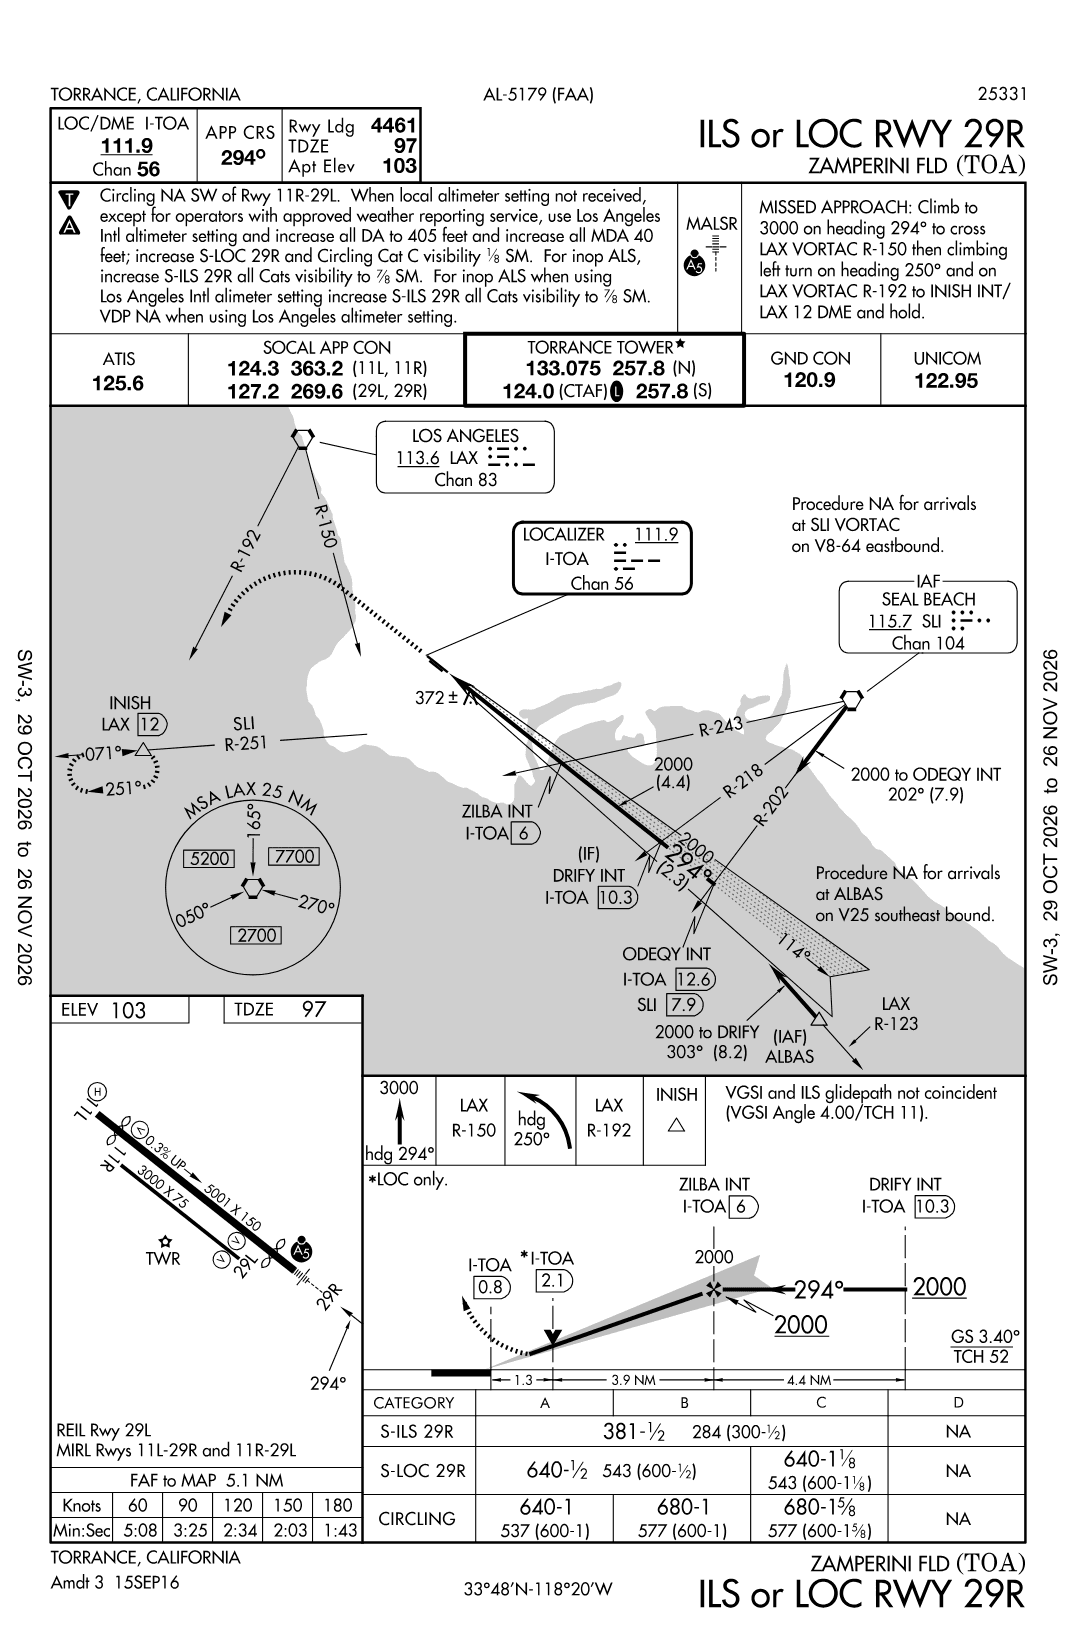 TORRANCE, CALIFORNIA
AL-5179 (FAA)
25331
LOC/DME I-TOA
111.9
Chan 56
APP CRS
294°
Rwy Ldg 4461
TDZE 97
Apt Elev 103
ILS or LOC RWY 29R
ZAMPERINI FLD (TOA)
T
A
Circling NA SW of Rwy 11R-29L. When local altimeter setting not received,
except for operators with approved weather reporting service, use Los Angeles
Intl altimeter setting and increase all DA to 405 feet and increase all MDA 40
feet; increase S-LOC 29R and Circling Cat C visibility ⅛ SM. For inop ALS,
increase S-ILS 29R all Cats visibility to ⅞ SM. For inop ALS when using
Los Angeles Intl alimeter setting increase S-ILS 29R all Cats visibility to ⅞ SM.
VDP NA when using Los Angeles altimeter setting.
MALSR
A5
MISSED APPROACH: Climb to
3000 on heading 294° to cross
LAX VORTAC R-150 then climbing
left turn on heading 250° and on
LAX VORTAC R-192 to INISH INT/
LAX 12 DME and hold.
ATIS
125.6
SOCAL APP CON
124.3 363.2 (11L, 11R)
127.2 269.6 (29L, 29R)
TORRANCE TOWER★
133.075 257.8 (N)
124.0 (CTAF) L 257.8 (S)
GND CON
120.9
UNICOM
122.95
LOS ANGELES
113.6 LAX
Chan 83
R-192
R-150
LOCALIZER 111.9
I-TOA
Chan 56
Procedure NA for arrivals
at SLI VORTAC
on V8-64 eastbound.
IAF
SEAL BEACH
115.7 SLI
Chan 104
372±
INISH
LAX 12
071°
251°
SLI
R-251
R-243
R-218
R-202
2000
(4.4)
2000 to ODEQY INT
202° (7.9)
ZILBA INT
I-TOA 6
(IF)
DRIFY INT
I-TOA 10.3
2000
294°
(2.3)
Procedure NA for arrivals
at ALBAS
on V25 southeast bound.
114°
ODEQY INT
I-TOA 12.6
SLI 7.9
2000 to DRIFY
303° (8.2)
(IAF)
ALBAS
LAX
R-123
MSA LAX 25 NM
165°
5200
7700
050°
270°
2700
SW-3, 29 OCT 2026 to 26 NOV 2026
SW-3, 29 OCT 2026 to 26 NOV 2026
ELEV 103
TDZE 97
H
11L
V
0.3% UP
5001 X 150
11R
3000 X 75
V
V
29L
A5
29R
TWR
294°
REIL Rwy 29L
MIRL Rwys 11L-29R and 11R-29L
FAF to MAP 5.1 NM
Knots 60 90 120 150 180
Min:Sec 5:08 3:25 2:34 2:03 1:43
3000
hdg 294°
LAX
R-150
hdg
250°
LAX
R-192
INISH
VGSI and ILS glidepath not coincident
(VGSI Angle 4.00/TCH 11).
*LOC only.
ZILBA INT
I-TOA 6
DRIFY INT
I-TOA 10.3
I-TOA
0.8
*I-TOA
2.1
2000
294°
2000
2000
GS 3.40°
TCH 52
1.3
3.9 NM
4.4 NM
CATEGORY A B C D
S-ILS 29R 381-½ 284 (300-½) NA
S-LOC 29R 640-½ 543 (600-½) 640-1⅛ 543 (600-1⅛) NA
CIRCLING 640-1 537 (600-1) 680-1 577 (600-1) 680-1⅝ 577 (600-1⅝) NA
TORRANCE, CALIFORNIA
Amdt 3 15SEP16
33°48'N-118°20'W
ZAMPERINI FLD (TOA)
ILS or LOC RWY 29R